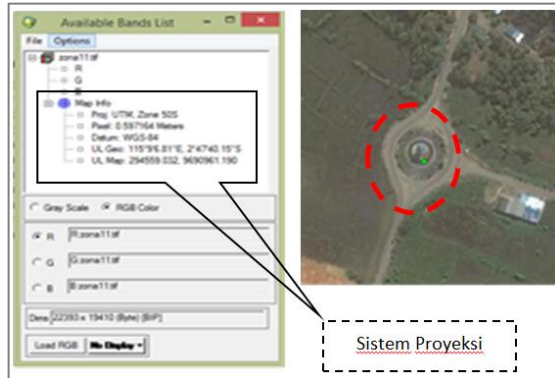 Available Bands List
File Options
zona11.tif
R
G
B
Map Info
Proj: UTM, Zone 50S
Pixel: 0.597164 Meters
Datum: WGS-84
UL Geo: 115°9'6.81"E, 2°47'40.15"S
UL Map: 294559.032, 9690961.190
Gray Scale RGB Color
R R:zona11.tif
G G:zona11.tif
B B:zona11.tif
Dims 22393 x 19410 (Byte) [BIP]
Load RGB No Display
Sistem Proyeksi